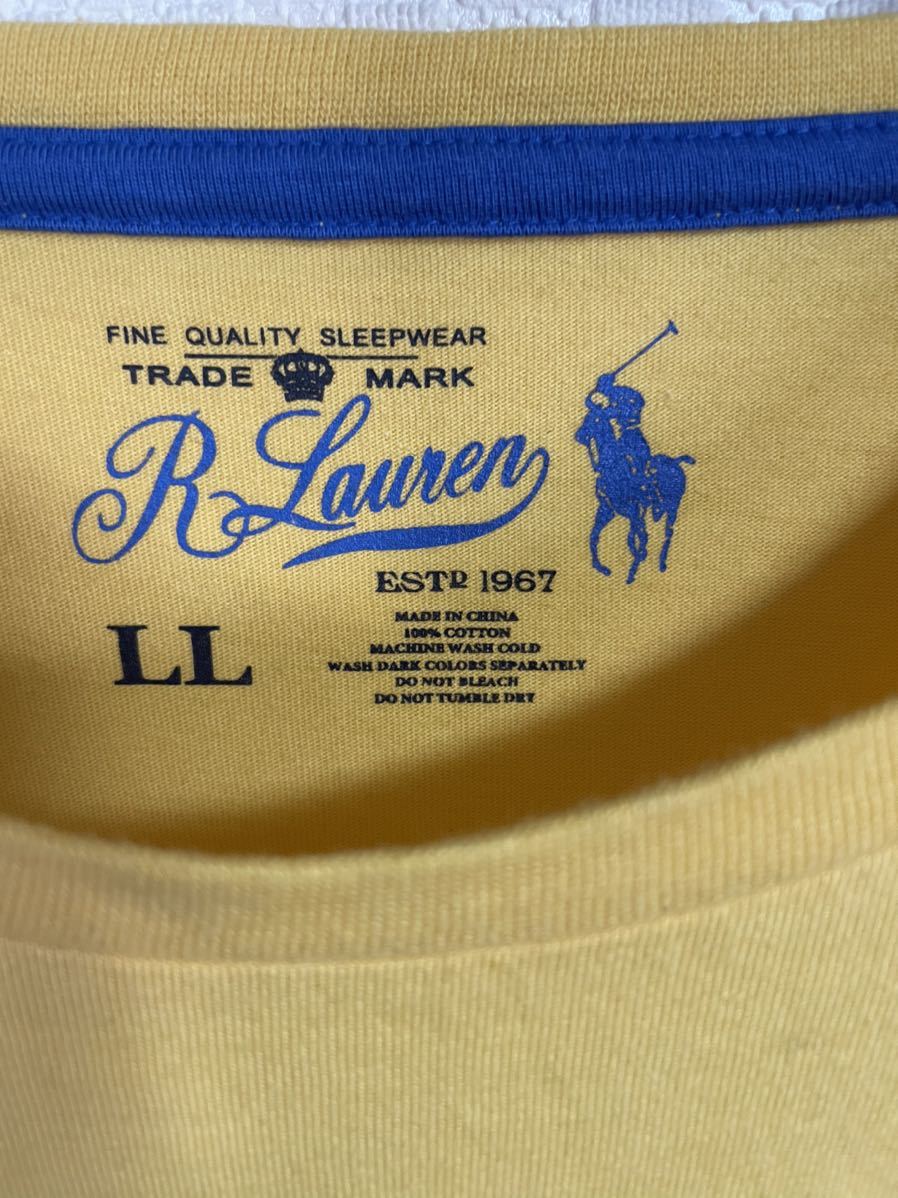 FINE QUALITY SLEEPWEAR
TRADE MARK
R Lauren
ESTD 1967
LL
MADE IN CHINA
100% COTTON
MACHINE WASH COLD
WASH DARK COLORS SEPARATELY
DO NOT BLEACH
DO NOT TUMBLE DRY